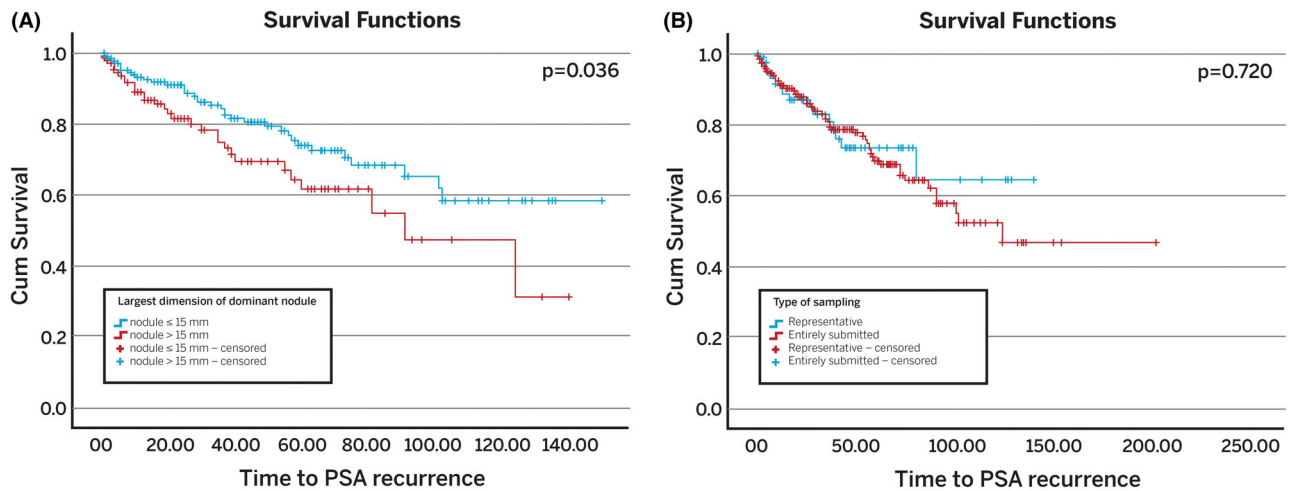 (A)
Survival Functions
p=0.036
1.0
0.8
0.6
0.4
0.2
0.0
Cum Survival
Largest dimension of dominant nodule
nodule ≤ 15 mm
nodule > 15 mm
nodule ≤ 15 mm – censored
nodule > 15 mm – censored
00 20.00 40.00 60.00 80.00 100.00 120.00 140.00
Time to PSA recurrence
(B)
Survival Functions
p=0.720
1.0
0.8
0.6
0.4
0.2
0.0
Cum Survival
Type of sampling
Representative
Entirely submitted
Representative – censored
Entirely submitted – censored
00 50.00 100.00 150.00 200.00 250.00
Time to PSA recurrence